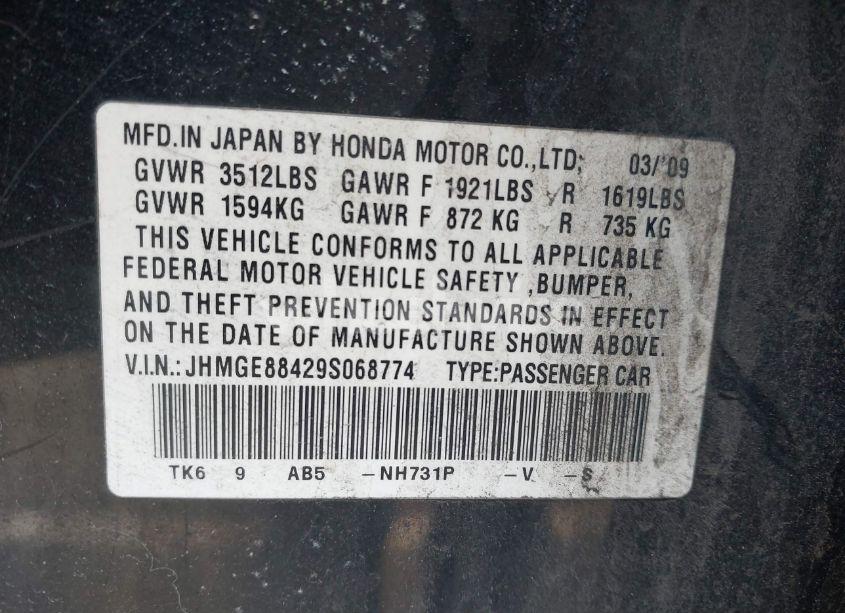 MFD.IN JAPAN BY HONDA MOTOR CO.,LTD; 03/'09
GVWR 3512LBS GAWR F 1921LBS R 1619LBS
GVWR 1594KG GAWR F 872 KG R 735 KG
THIS VEHICLE CONFORMS TO ALL APPLICABLE
FEDERAL MOTOR VEHICLE SAFETY ,BUMPER,
AND THEFT PREVENTION STANDARDS IN EFFECT
ON THE DATE OF MANUFACTURE SHOWN ABOVE.
V.I.N.: JHMGE88429S068774 TYPE:PASSENGER CAR
TK6 9 AB5 -NH731P -V -S